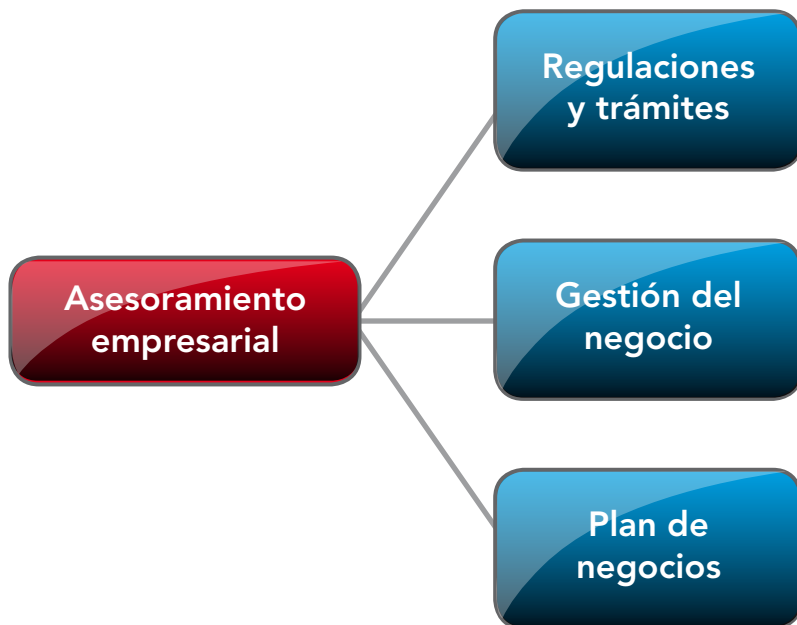 Regulaciones
y trámites
Asesoramiento
empresarial
Gestión del
negocio
Plan de
negocios